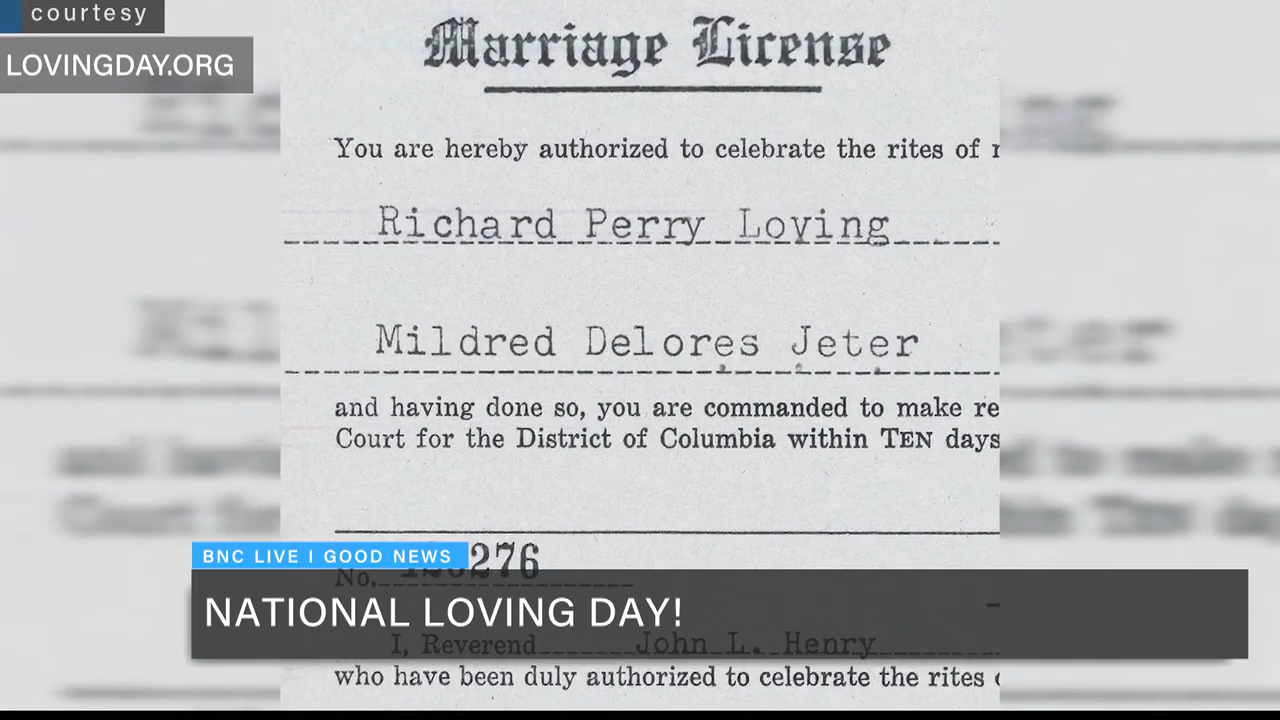 courtesy
LOVINGDAY.ORG
Marriage License
You are hereby authorized to celebrate the rites of
Richard Perry Loving
Mildred Delores Jeter
and having done so, you are commanded to make re
Court for the District of Columbia within TEN days
BNC LIVE I GOOD NEWS
No. 276
NATIONAL LOVING DAY!
I, Reverend John L. Henry
who have been duly authorized to celebrate the rites